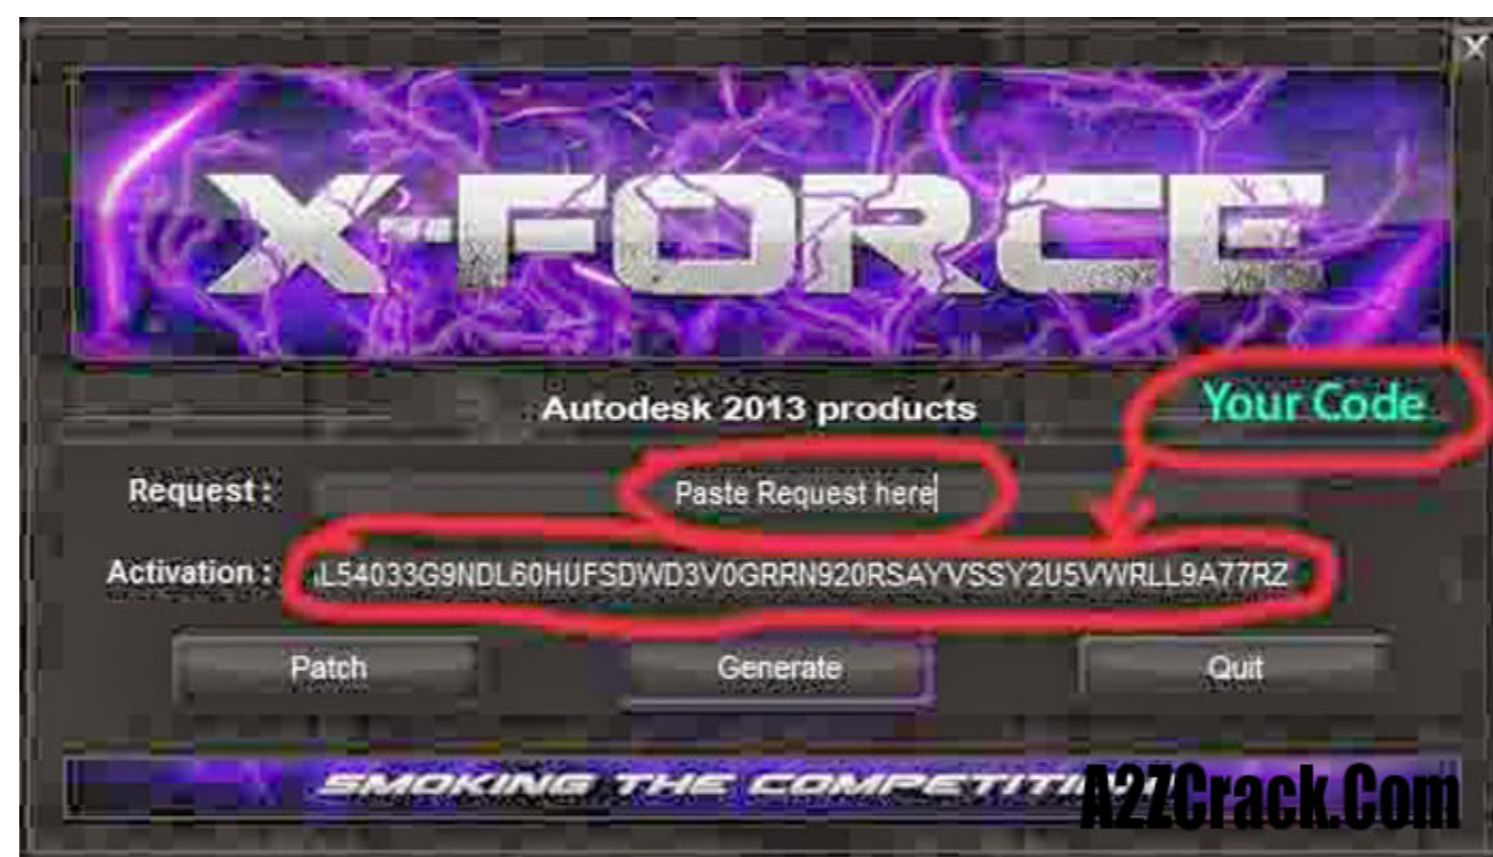 X
X-FORCE
Autodesk 2013 products
Your Code
Request : Paste Request here
Activation : L54033G9NDL60HUFSDWD3V0GRRN920RSAYVSSY2U5VWRLL9A77RZ
Patch Generate Quit
SMOKING THE COMPETITI
A2ZCrack.Com